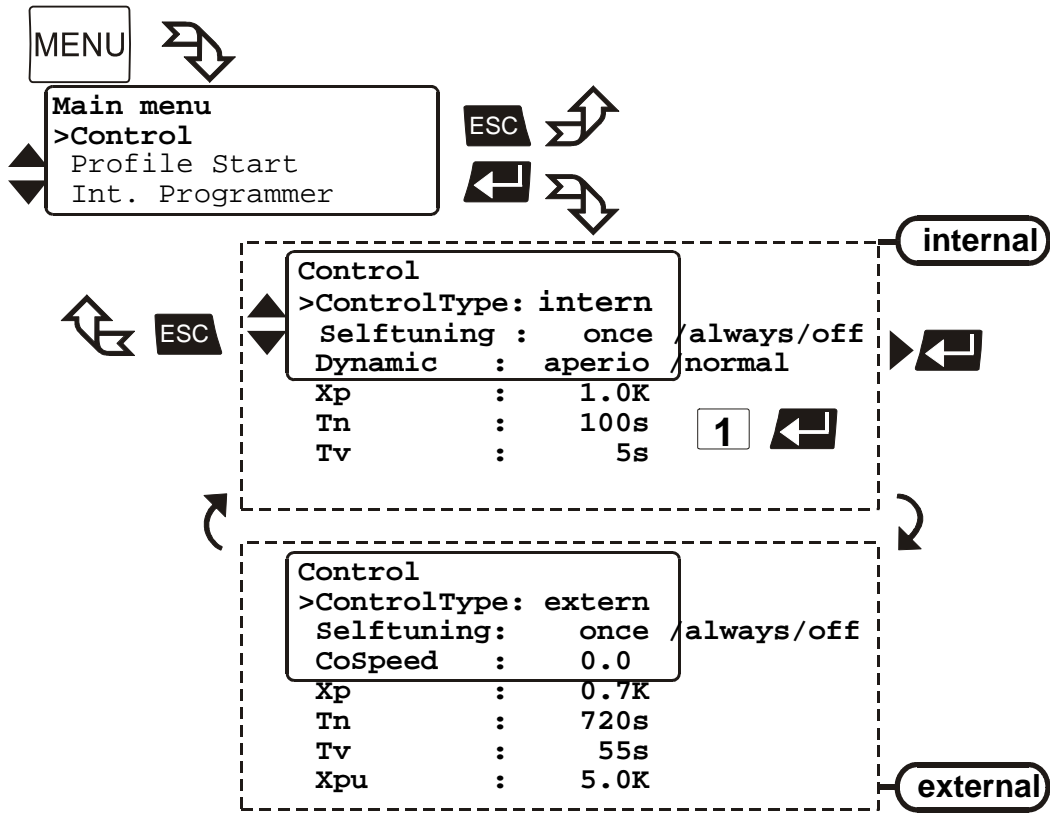 MENU
Main menu
>Control
Profile Start
Int. Programmer
ESC
internal
Control
>ControlType: intern
Selftuning : once /always/off
Dynamic : aperio /normal
Xp : 1.0K
Tn : 100s
Tv : 5s
ESC
1
Control
>ControlType: extern
Selftuning: once /always/off
CoSpeed : 0.0
Xp : 0.7K
Tn : 720s
Tv : 55s
Xpu : 5.0K
external